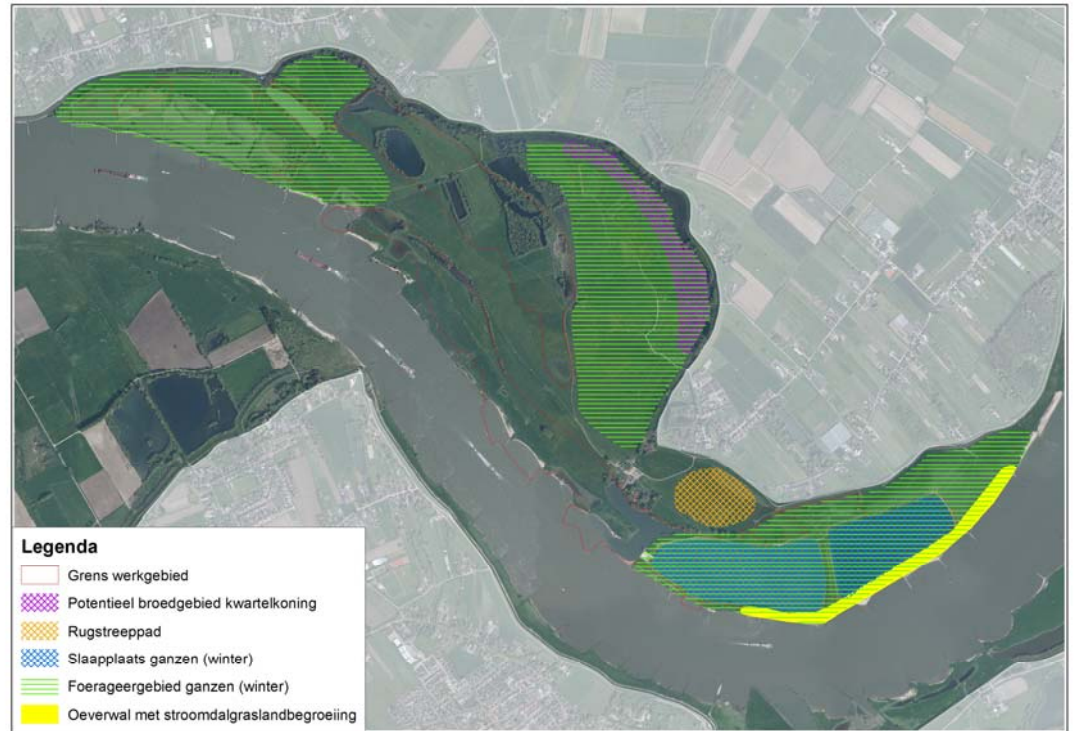 Legenda
Grens werkgebied
Potentieel broedgebied kwartelkoning
Rugstreeppad
Slaapplaats ganzen (winter)
Foerageergebied ganzen (winter)
Oeverwal met stroomdalgraslandbegroeiing